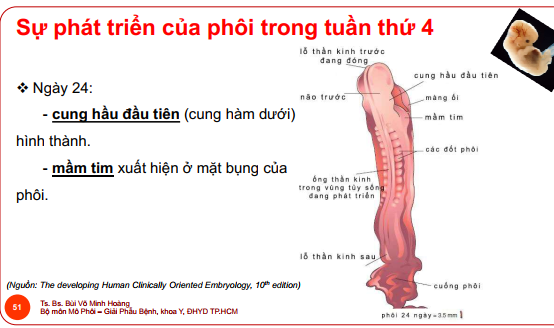 Sự phát triển của phôi trong tuần thứ 4
❖ Ngày 24:
- cung hầu đầu tiên (cung hàm dưới)
hình thành.
- mầm tim xuất hiện ở mặt bụng của
phôi.
lỗ thần kinh trước
đang đóng
cung hầu đầu tiên
não trước
màng ối
mầm tim
các đốt phôi
ống thần kinh
trong vùng tủy sống
đang phát triển
lỗ thần kinh sau
cuống phôi
phôi 24 ngày=3,5mm
(Nguồn: The developing Human Clinically Oriented Embryology, 10th edition)
51
Ts. Bs. Bùi Võ Minh Hoàng
Bộ môn Mô Phôi – Giải Phẫu Bệnh, khoa Y, ĐHYD TP.HCM